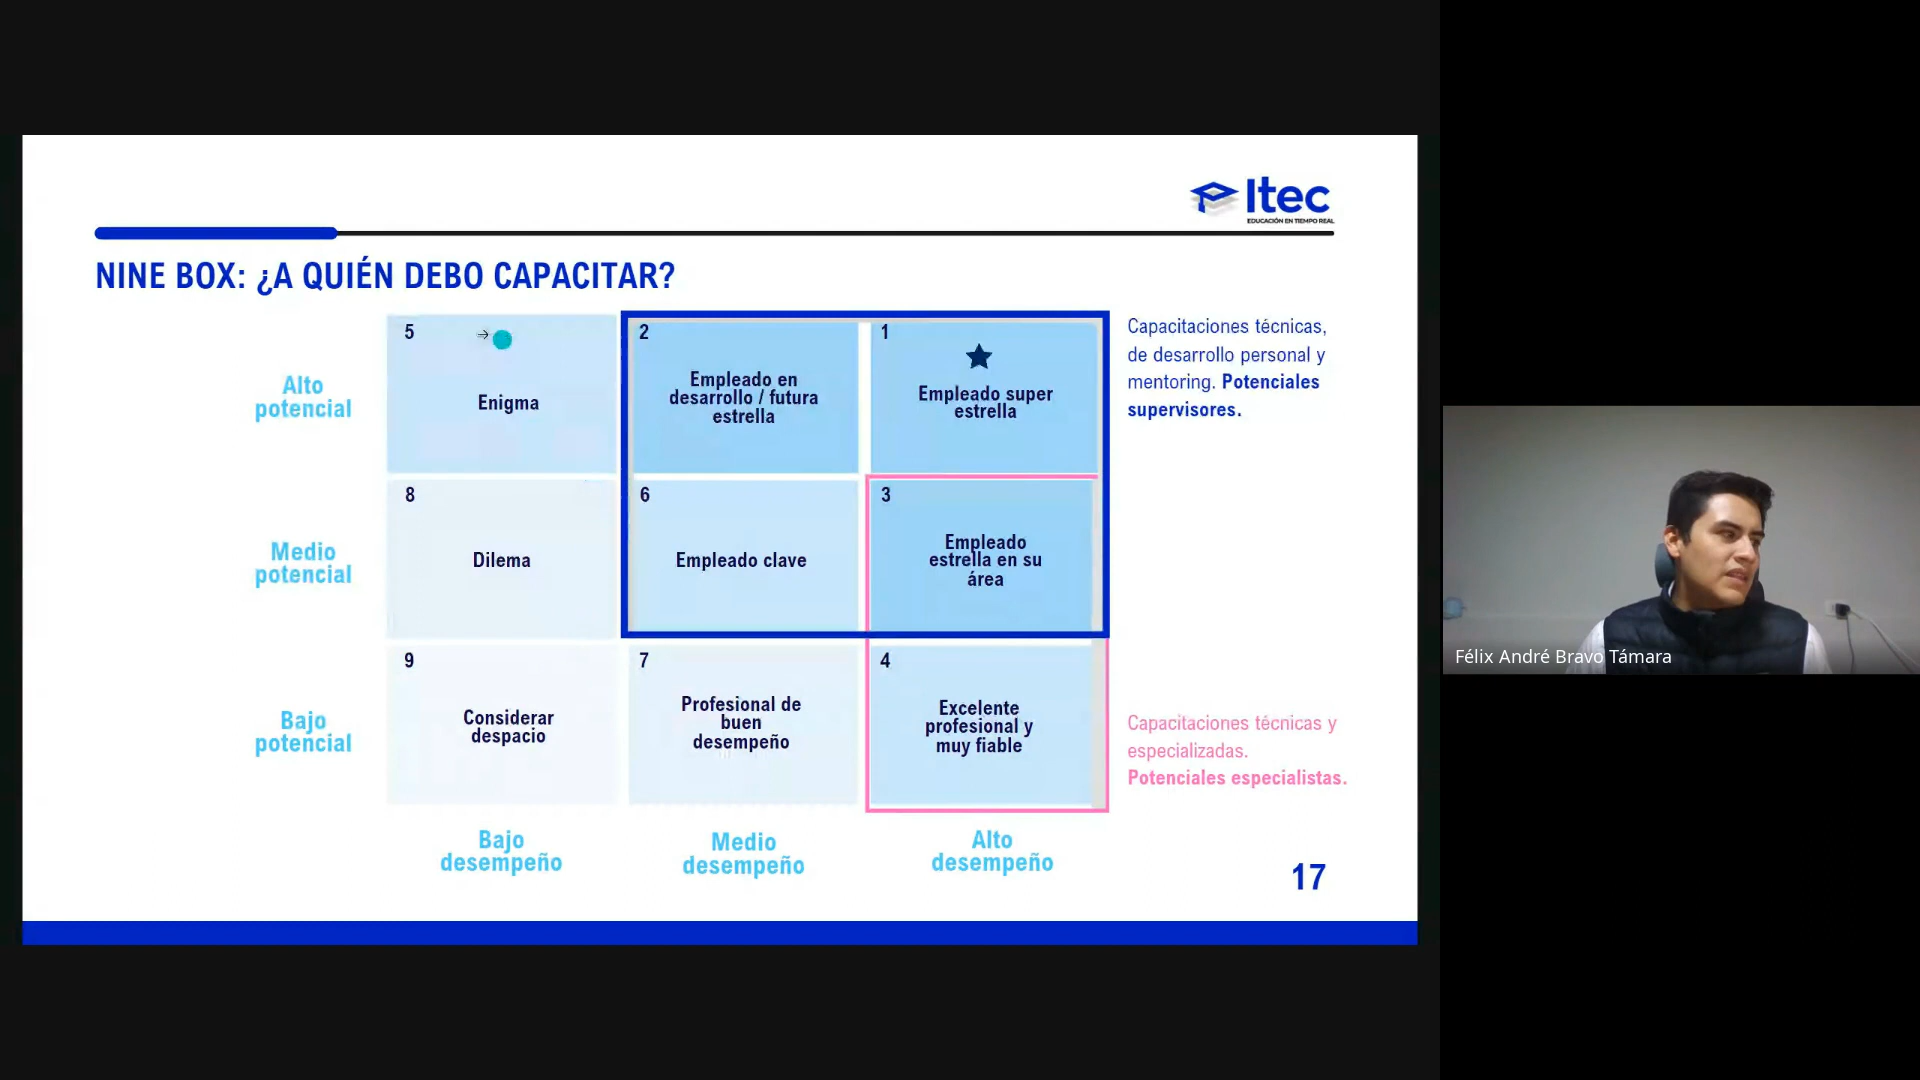 Itec
EDUCACIÓN EN TIEMPO REAL
NINE BOX: ¿A QUIÉN DEBO CAPACITAR?
Alto
potencial
5
Enigma
2
Empleado en
desarrollo / futura
estrella
1
Empleado super
estrella
Capacitaciones técnicas,
de desarrollo personal y
mentoring. Potenciales
supervisores.
Medio
potencial
8
Dilema
6
Empleado clave
3
Empleado
estrella en su
área
Bajo
potencial
9
Considerar
despacio
7
Profesional de
buen
desempeño
4
Excelente
profesional y
muy fiable
Capacitaciones técnicas y
especializadas.
Potenciales especialistas.
Bajo
desempeño
Medio
desempeño
Alto
desempeño
17
Félix André Bravo Támara